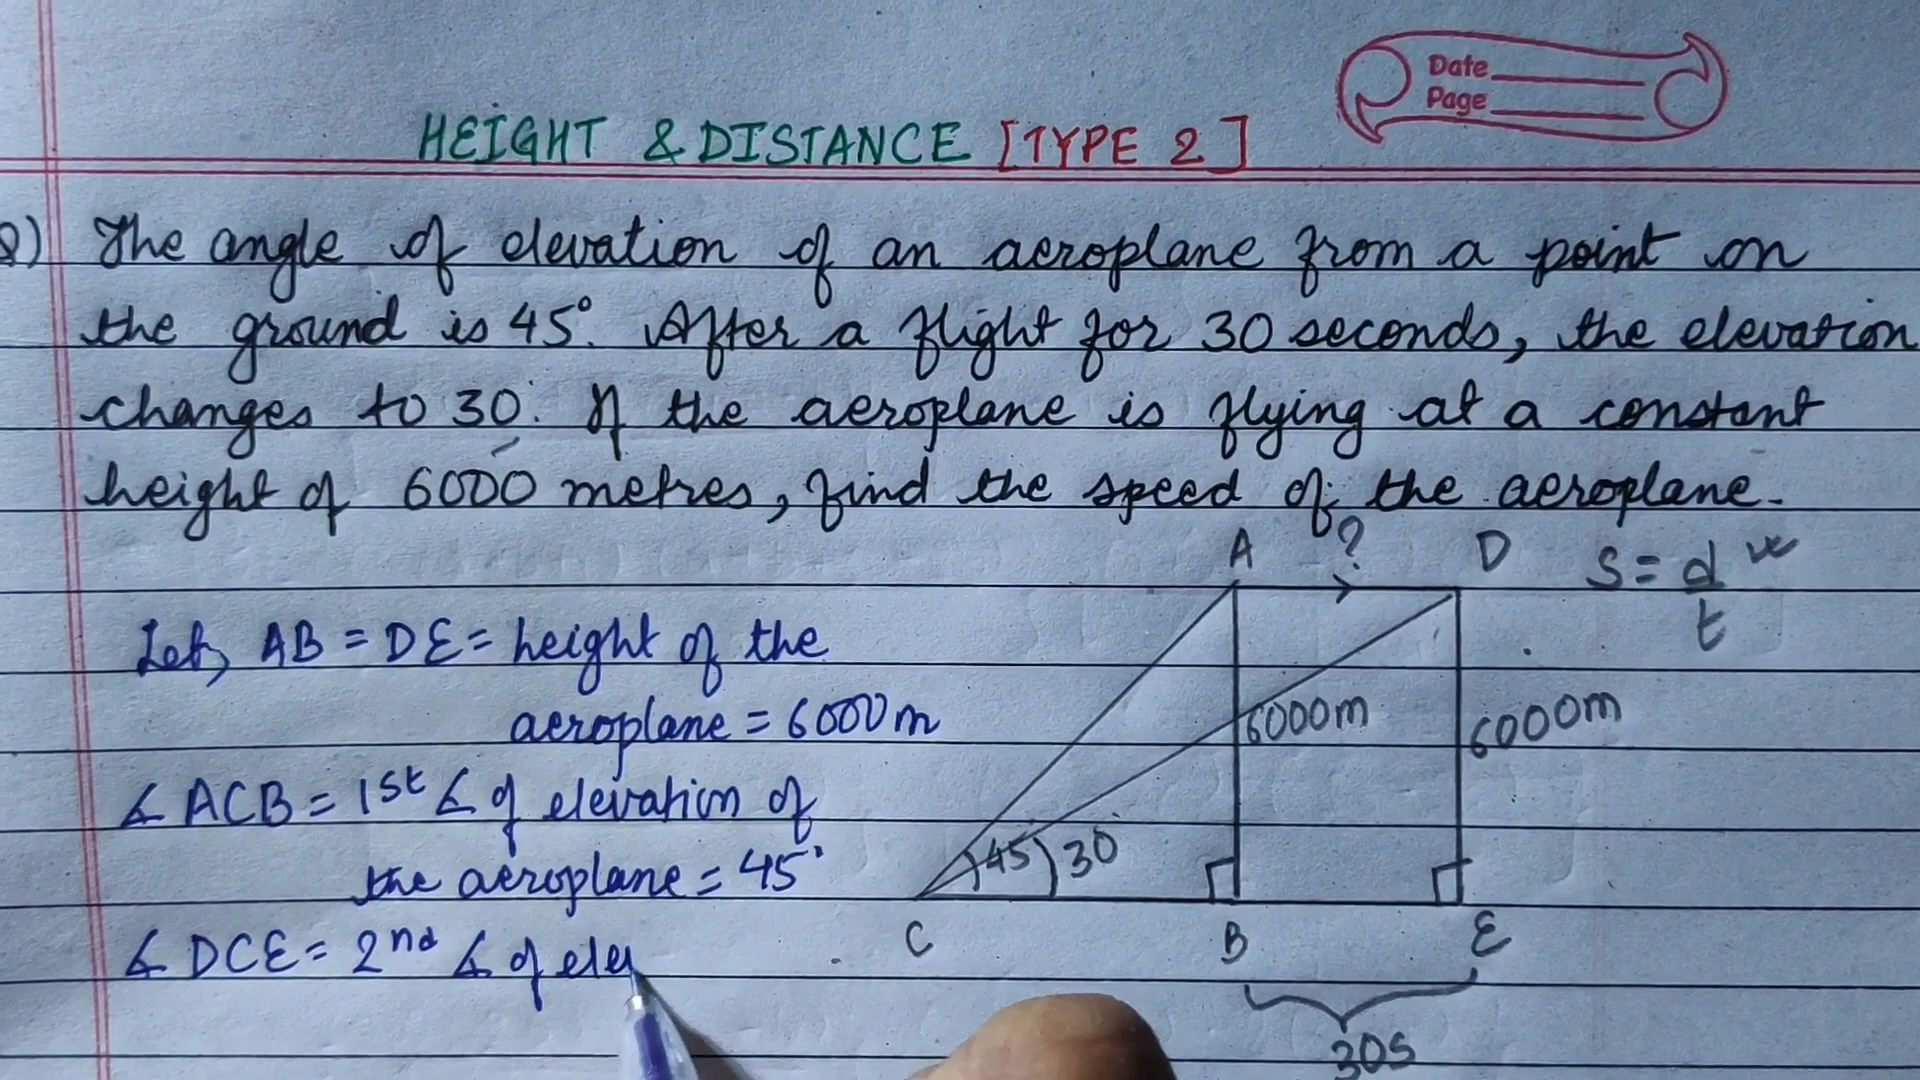 Date
Page
HEIGHT & DISTANCE [TYPE 2]
Q) The angle of elevation of an aeroplane from a point on
the ground is 45°. After a flight for 30 seconds, the elevation
changes to 30°. If the aeroplane is flying at a constant
height of 6000 metres, find the speed of the aeroplane.
A ? D S = d
t
Let, AB = DE = height of the
aeroplane = 6000m
6000m 6000m
∡ ACB = 1st ∡ of elevation of
45 30
the aeroplane = 45°
∡ DCE = 2nd ∡ of ele
C B E
30s